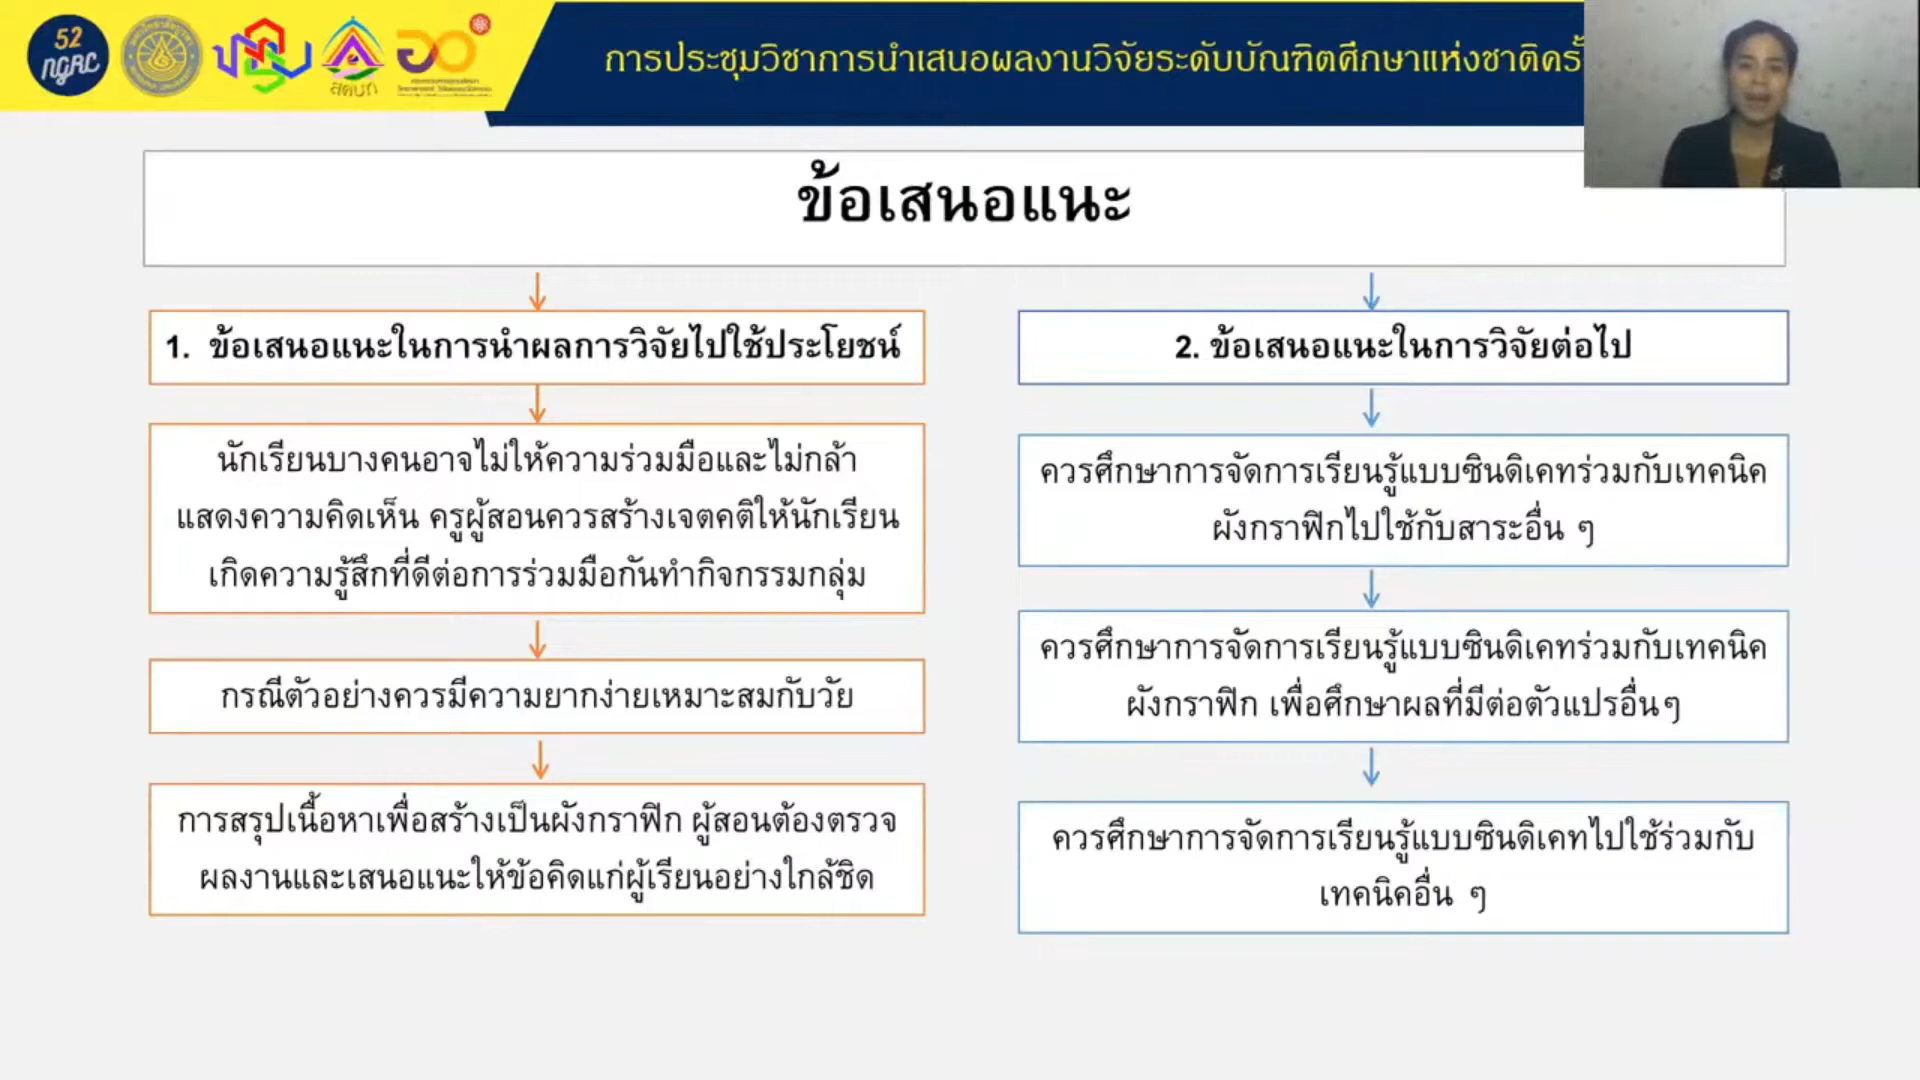 52
NGRC
สคบท
การประชุมวิชาการนำเสนอผลงานวิจัยระดับบัณฑิตศึกษาแห่งชาติครั้
ข้อเสนอแนะ
1. ข้อเสนอแนะในการนำผลการวิจัยไปใช้ประโยชน์
นักเรียนบางคนอาจไม่ให้ความร่วมมือและไม่กล้า
แสดงความคิดเห็น ครูผู้สอนควรสร้างเจตคติให้นักเรียน
เกิดความรู้สึกที่ดีต่อการร่วมมือกันทำกิจกรรมกลุ่ม
กรณีตัวอย่างควรมีความยากง่ายเหมาะสมกับวัย
การสรุปเนื้อหาเพื่อสร้างเป็นผังกราฟิก ผู้สอนต้องตรวจ
ผลงานและเสนอแนะให้ข้อคิดแก่ผู้เรียนอย่างใกล้ชิด
2. ข้อเสนอแนะในการวิจัยต่อไป
ควรศึกษาการจัดการเรียนรู้แบบซินดิเคทร่วมกับเทคนิค
ผังกราฟิกไปใช้กับสาระอื่น ๆ
ควรศึกษาการจัดการเรียนรู้แบบซินดิเคทร่วมกับเทคนิค
ผังกราฟิก เพื่อศึกษาผลที่มีต่อตัวแปรอื่นๆ
ควรศึกษาการจัดการเรียนรู้แบบซินดิเคทไปใช้ร่วมกับ
เทคนิคอื่น ๆ